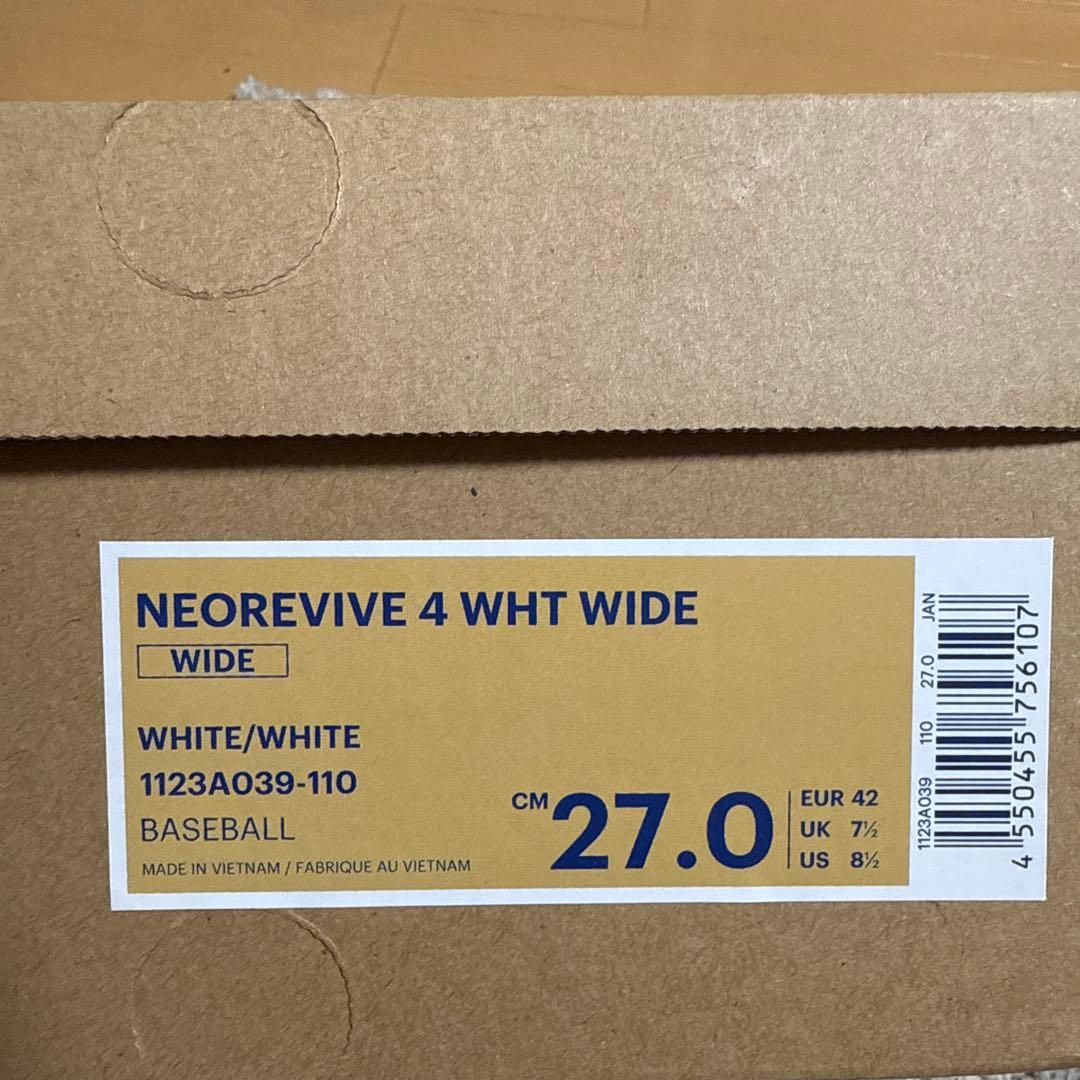 NEOREVIVE 4 WHT WIDE
WIDE
WHITE/WHITE
1123A039-110
BASEBALL
MADE IN VIETNAM / FABRIQUE AU VIETNAM
CM 27.0
EUR 42
UK 7½
US 8½
1123A039 110 27.0 JAN
4 550455 756107